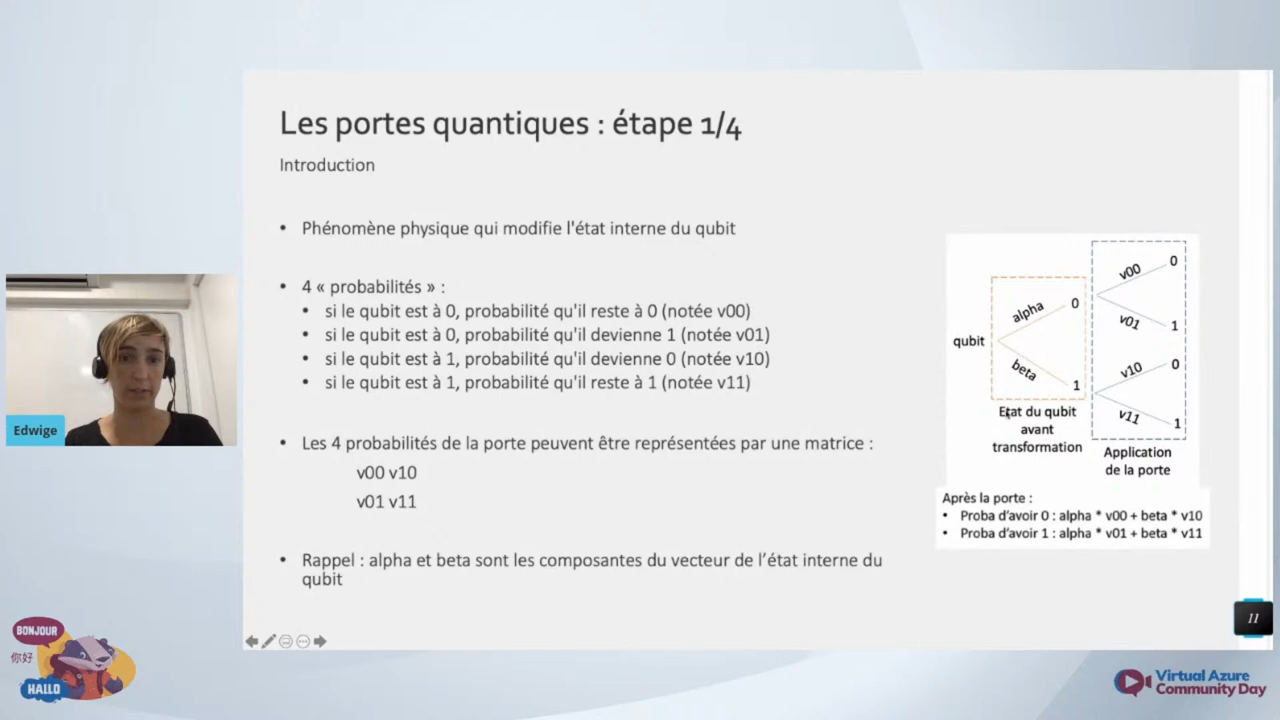 Les portes quantiques : étape 1/4
Introduction
• Phénomène physique qui modifie l'état interne du qubit
• 4 « probabilités » :
• si le qubit est à 0, probabilité qu'il reste à 0 (notée v00)
• si le qubit est à 0, probabilité qu'il devienne 1 (notée v01)
• si le qubit est à 1, probabilité qu'il devienne 0 (notée v10)
• si le qubit est à 1, probabilité qu'il reste à 1 (notée v11)
• Les 4 probabilités de la porte peuvent être représentées par une matrice :
v00 v10
v01 v11
• Rappel : alpha et beta sont les composantes du vecteur de l’état interne du
qubit
qubit
alpha
0
beta
1
Etat du qubit
avant
transformation
v00
0
v01
1
v10
0
v11
1
Application
de la porte
Après la porte :
• Proba d’avoir 0 : alpha * v00 + beta * v10
• Proba d’avoir 1 : alpha * v01 + beta * v11
11
Edwige
BONJOUR
你好
HALLO
Virtual Azure
Community Day